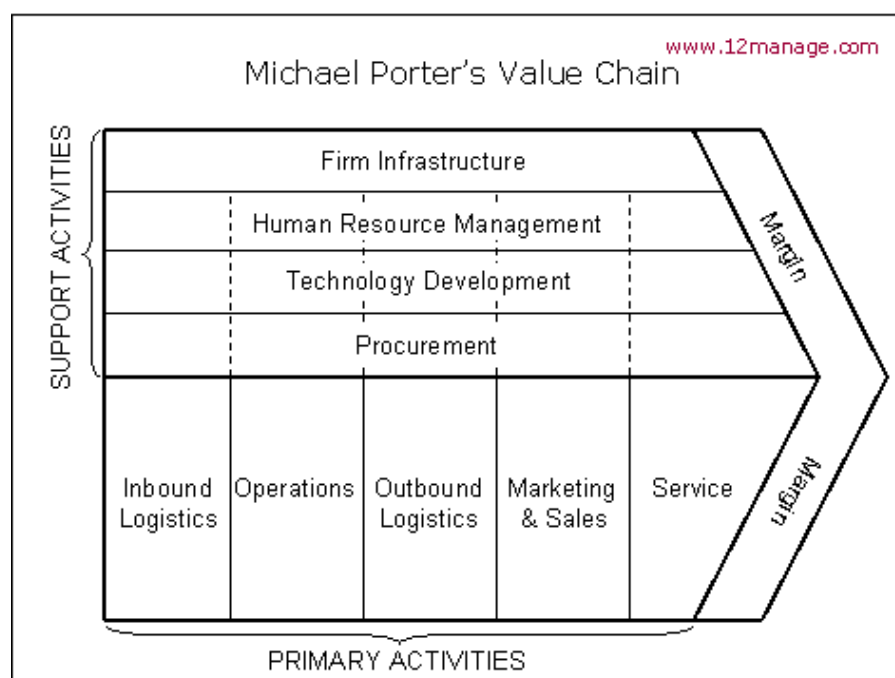 www.12manage.com
Michael Porter's Value Chain
SUPPORT ACTIVITIES
Firm Infrastructure
Human Resource Management
Technology Development
Procurement
Margin
Inbound
Logistics
Operations
Outbound
Logistics
Marketing
& Sales
Service
Margin
PRIMARY ACTIVITIES